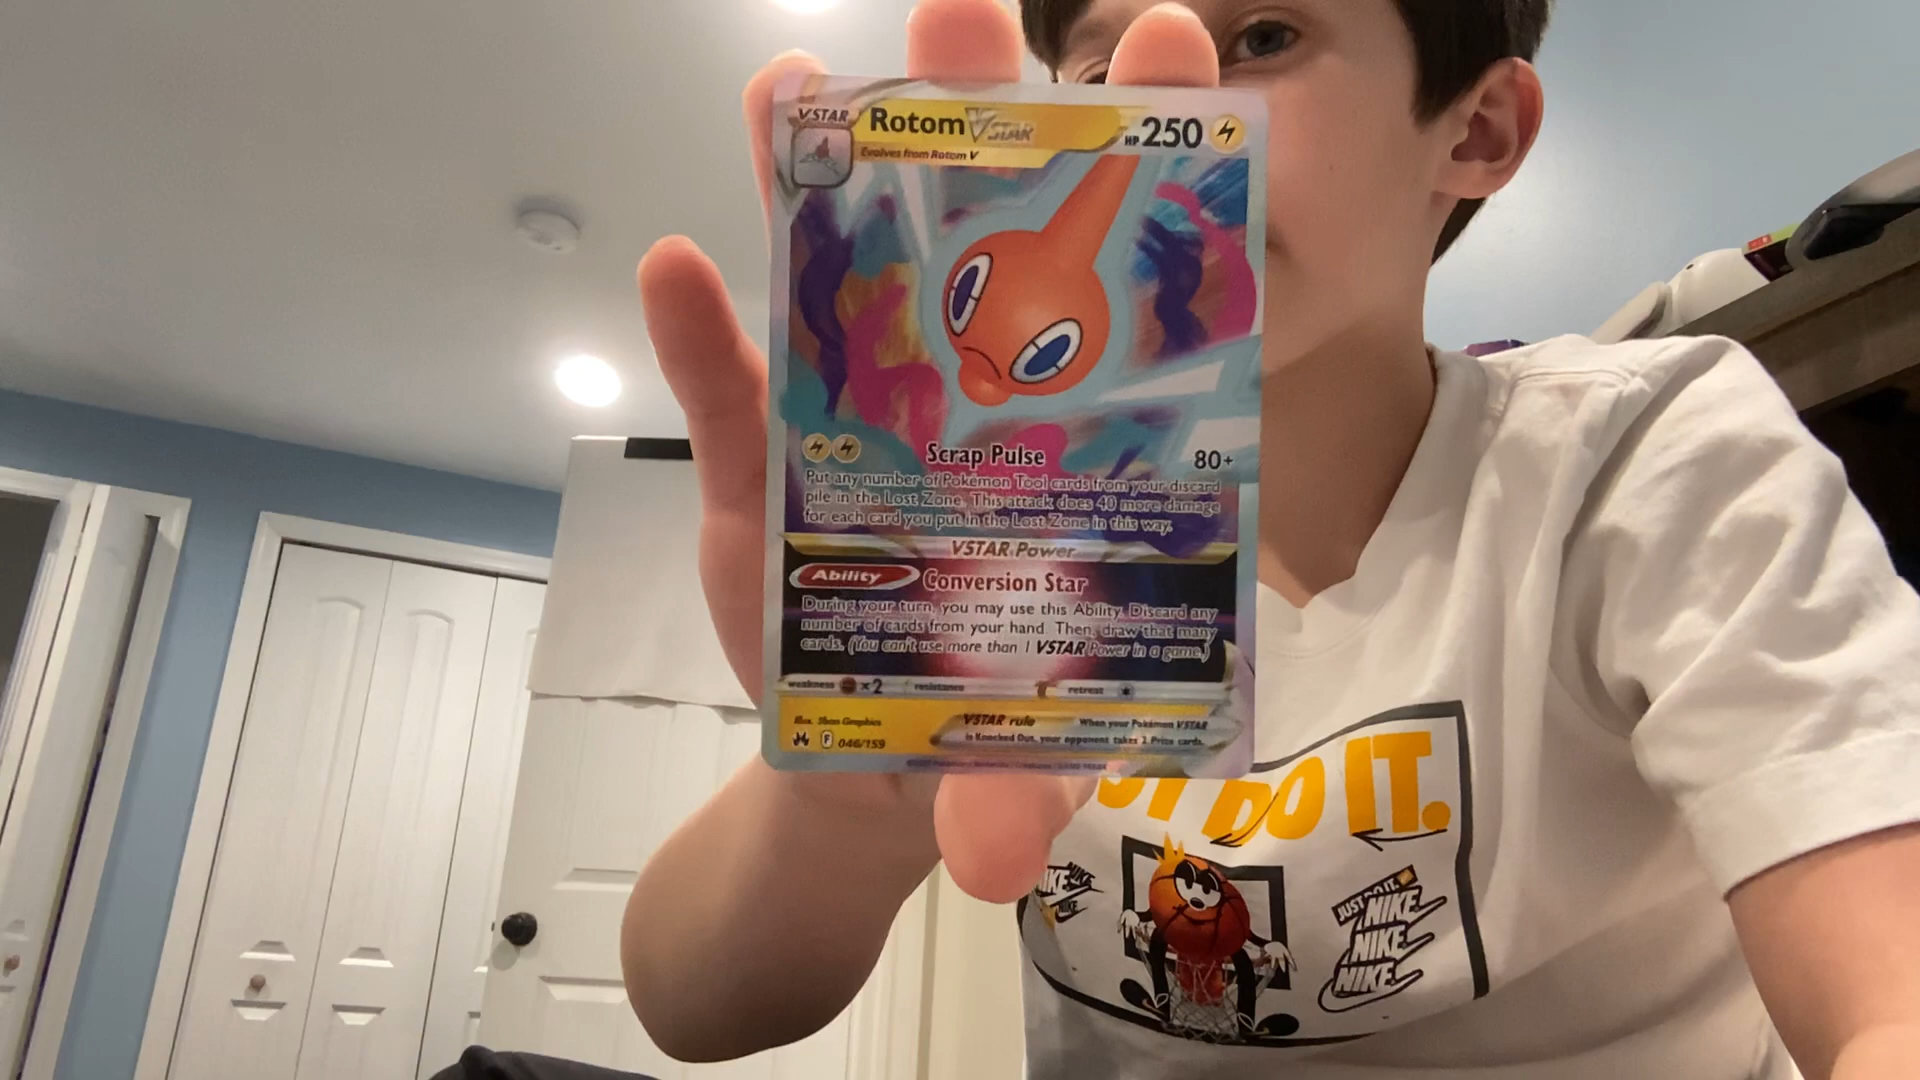 VSTAR
Rotom VSTAR
HP 250
Evolves from Rotom V
Scrap Pulse 80+
Put any number of Pokémon Tool cards from your discard
pile in the Lost Zone. This attack does 40 more damage
for each card you put in the Lost Zone in this way.
VSTAR Power
Ability Conversion Star
During your turn, you may use this Ability. Discard any
number of cards from your hand. Then, draw that many
cards. (You can't use more than 1 VSTAR Power in a game.)
weakness ×2 resistance retreat
Illus. 5ban Graphics
VSTAR rule When your Pokémon VSTAR
is Knocked Out, your opponent takes 2 Prize cards.
F 046/159
DO IT.
JUST DO IT.
NIKE
NIKE
NIKE
NIKE